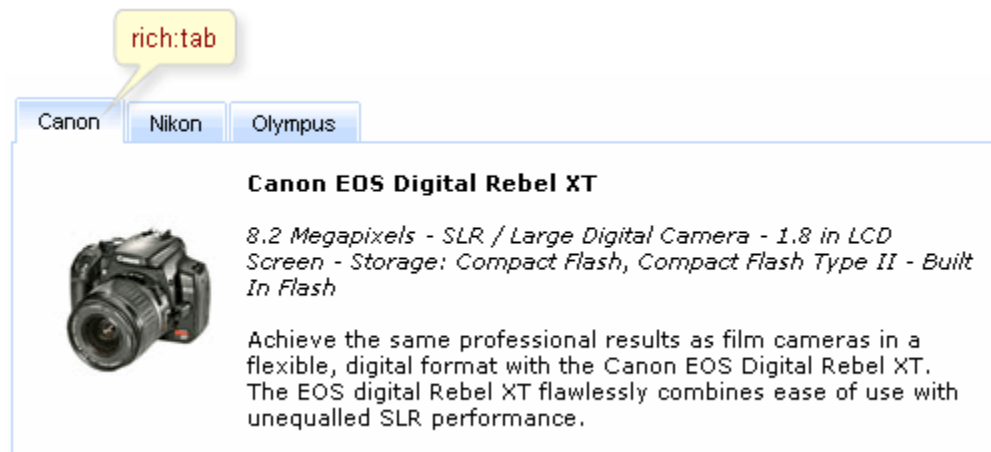 rich:tab
Canon Nikon Olympus
Canon EOS Digital Rebel XT
8.2 Megapixels - SLR / Large Digital Camera - 1.8 in LCD
Screen - Storage: Compact Flash, Compact Flash Type II - Built
In Flash
Achieve the same professional results as film cameras in a
flexible, digital format with the Canon EOS Digital Rebel XT.
The EOS digital Rebel XT flawlessly combines ease of use with
unequalled SLR performance.